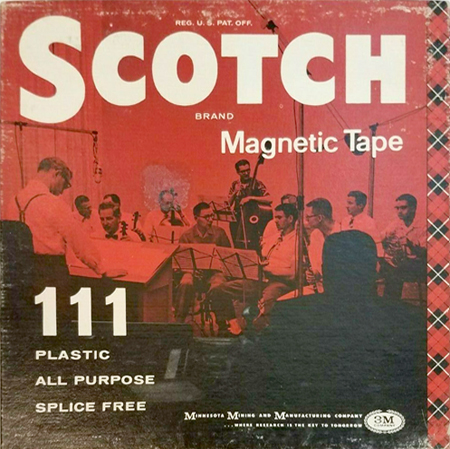 REG. U. S. PAT. OFF.
SCOTCH
BRAND
Magnetic Tape
111
PLASTIC
ALL PURPOSE
SPLICE FREE
MINNESOTA MINING AND MANUFACTURING COMPANY
...WHERE RESEARCH IS THE KEY TO TOMORROW
3M